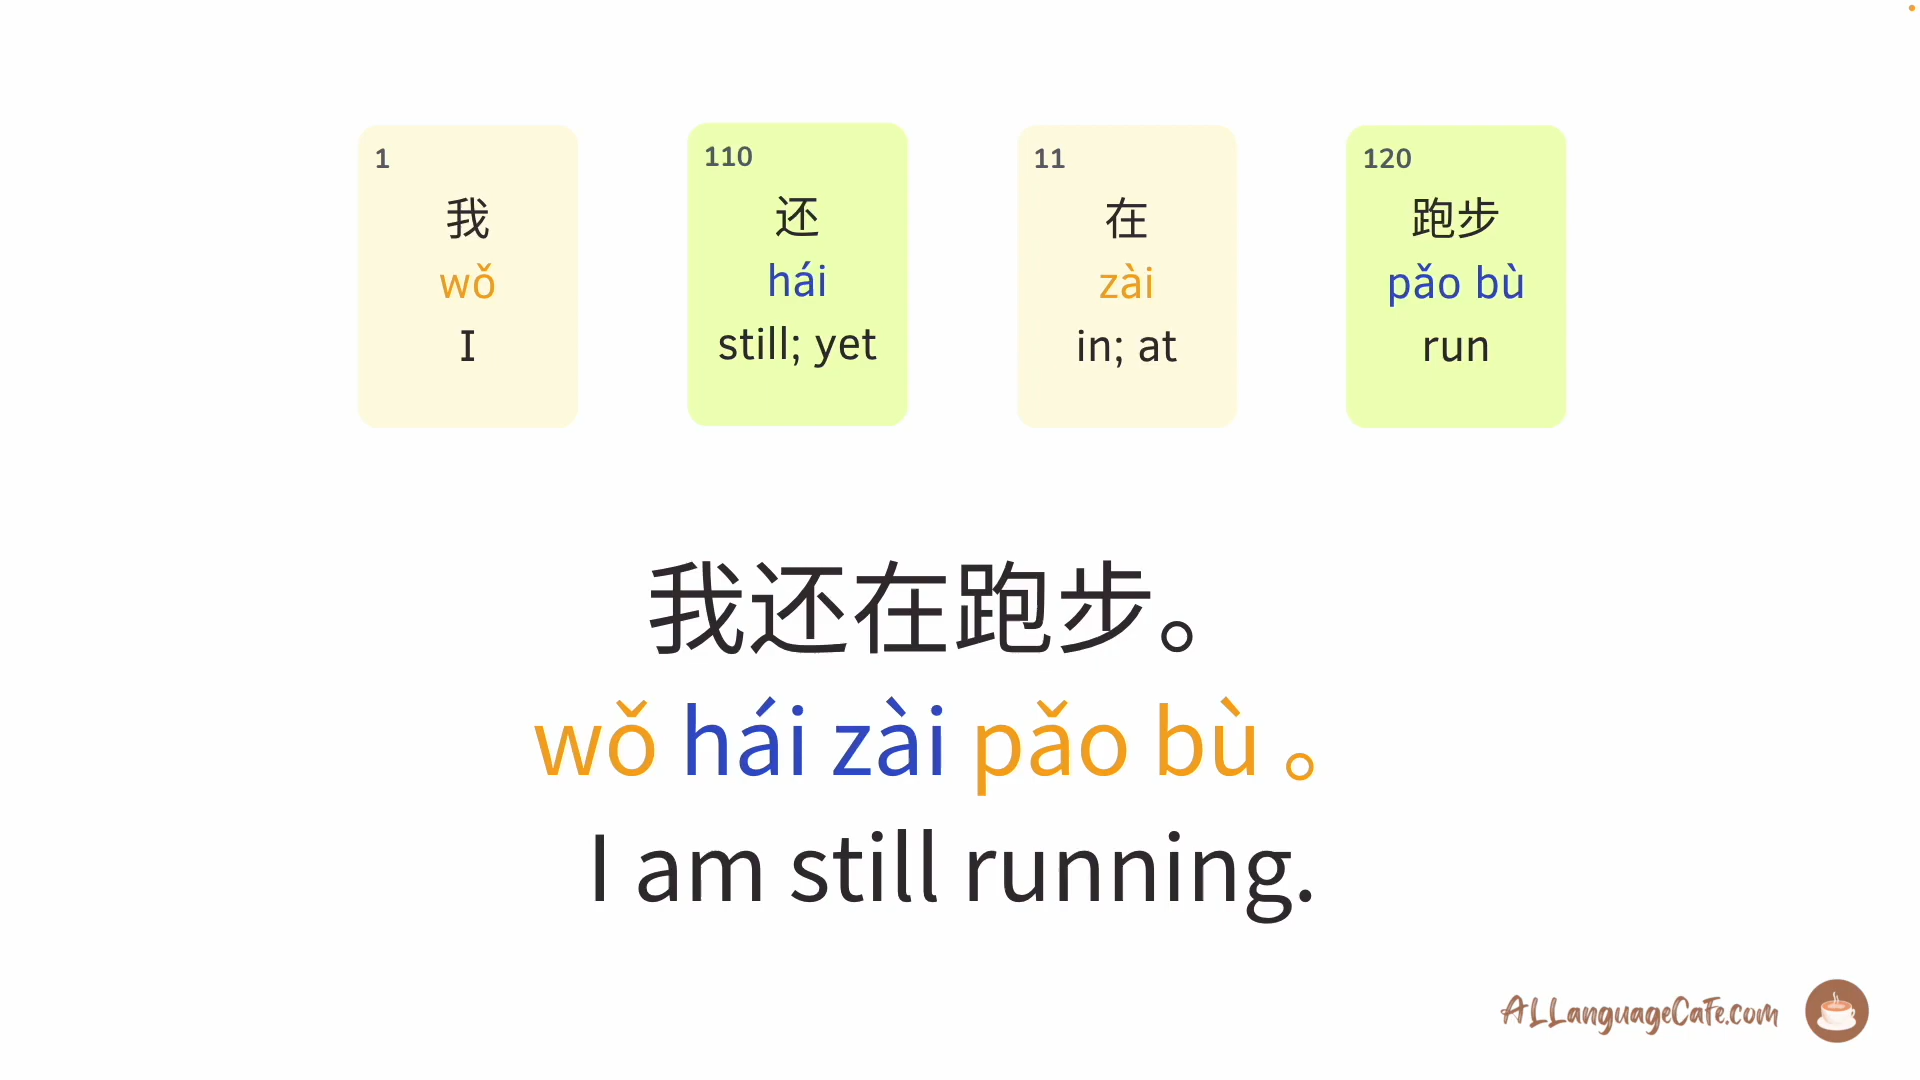 1
我
wǒ
I
110
还
hái
still; yet
11
在
zài
in; at
120
跑步
pǎo bù
run
我还在跑步。
wǒ hái zài pǎo bù 。
I am still running.
ALLanguageCafe.com